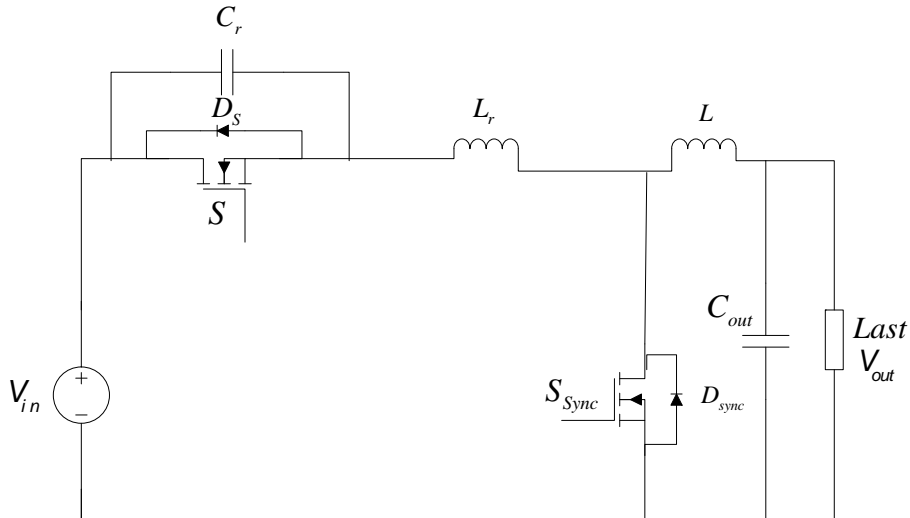 C_r
D_S
L_r
L
S
C_out
Last
V_out
V_in
+
–
S_Sync
D_sync